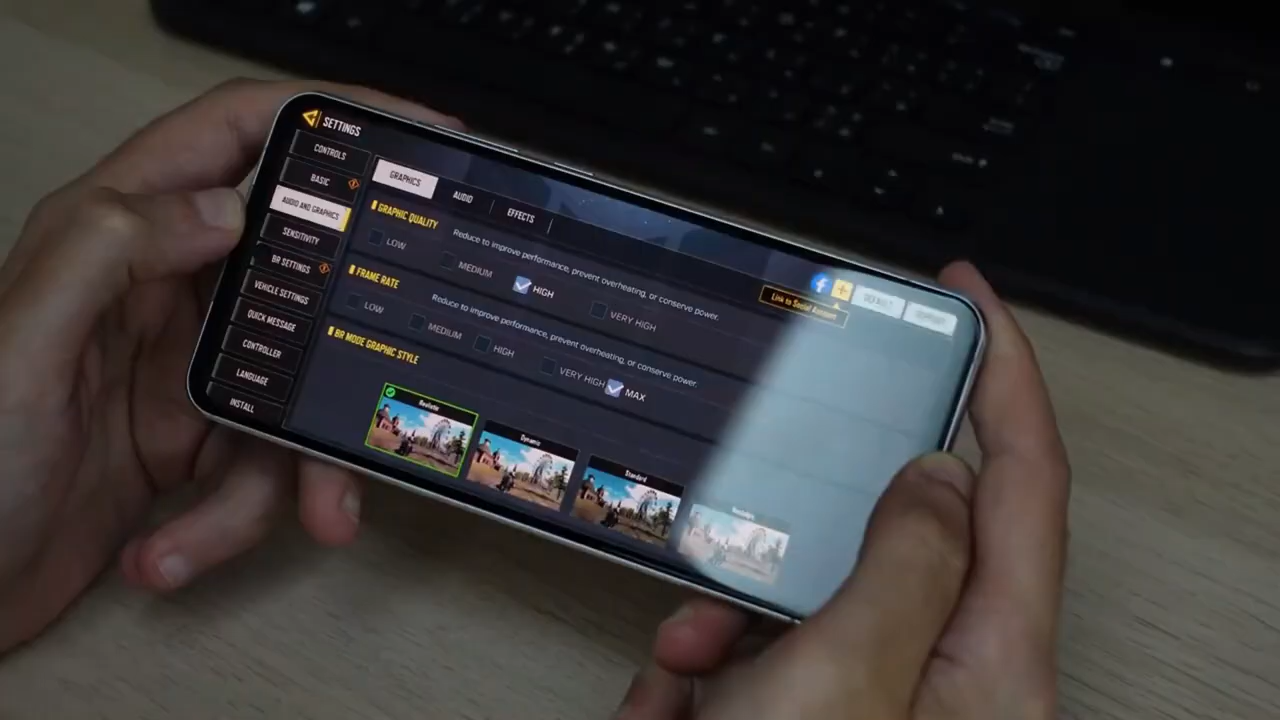 SETTINGS
CONTROLS
BASIC
AUDIO AND GRAPHICS
SENSITIVITY
BR SETTINGS
VEHICLE SETTINGS
QUICK MESSAGE
CONTROLLER
LANGUAGE
INSTALL
GRAPHICS
AUDIO
EFFECTS
Link to Social Account
DEFAULT
GRAPHIC QUALITY
Reduce to improve performance, prevent overheating, or conserve power.
LOW
MEDIUM
HIGH
VERY HIGH
FRAME RATE
Reduce to improve performance, prevent overheating, or conserve power.
LOW
MEDIUM
HIGH
VERY HIGH
MAX
BR MODE GRAPHIC STYLE
Realistic
Dynamic
Standard